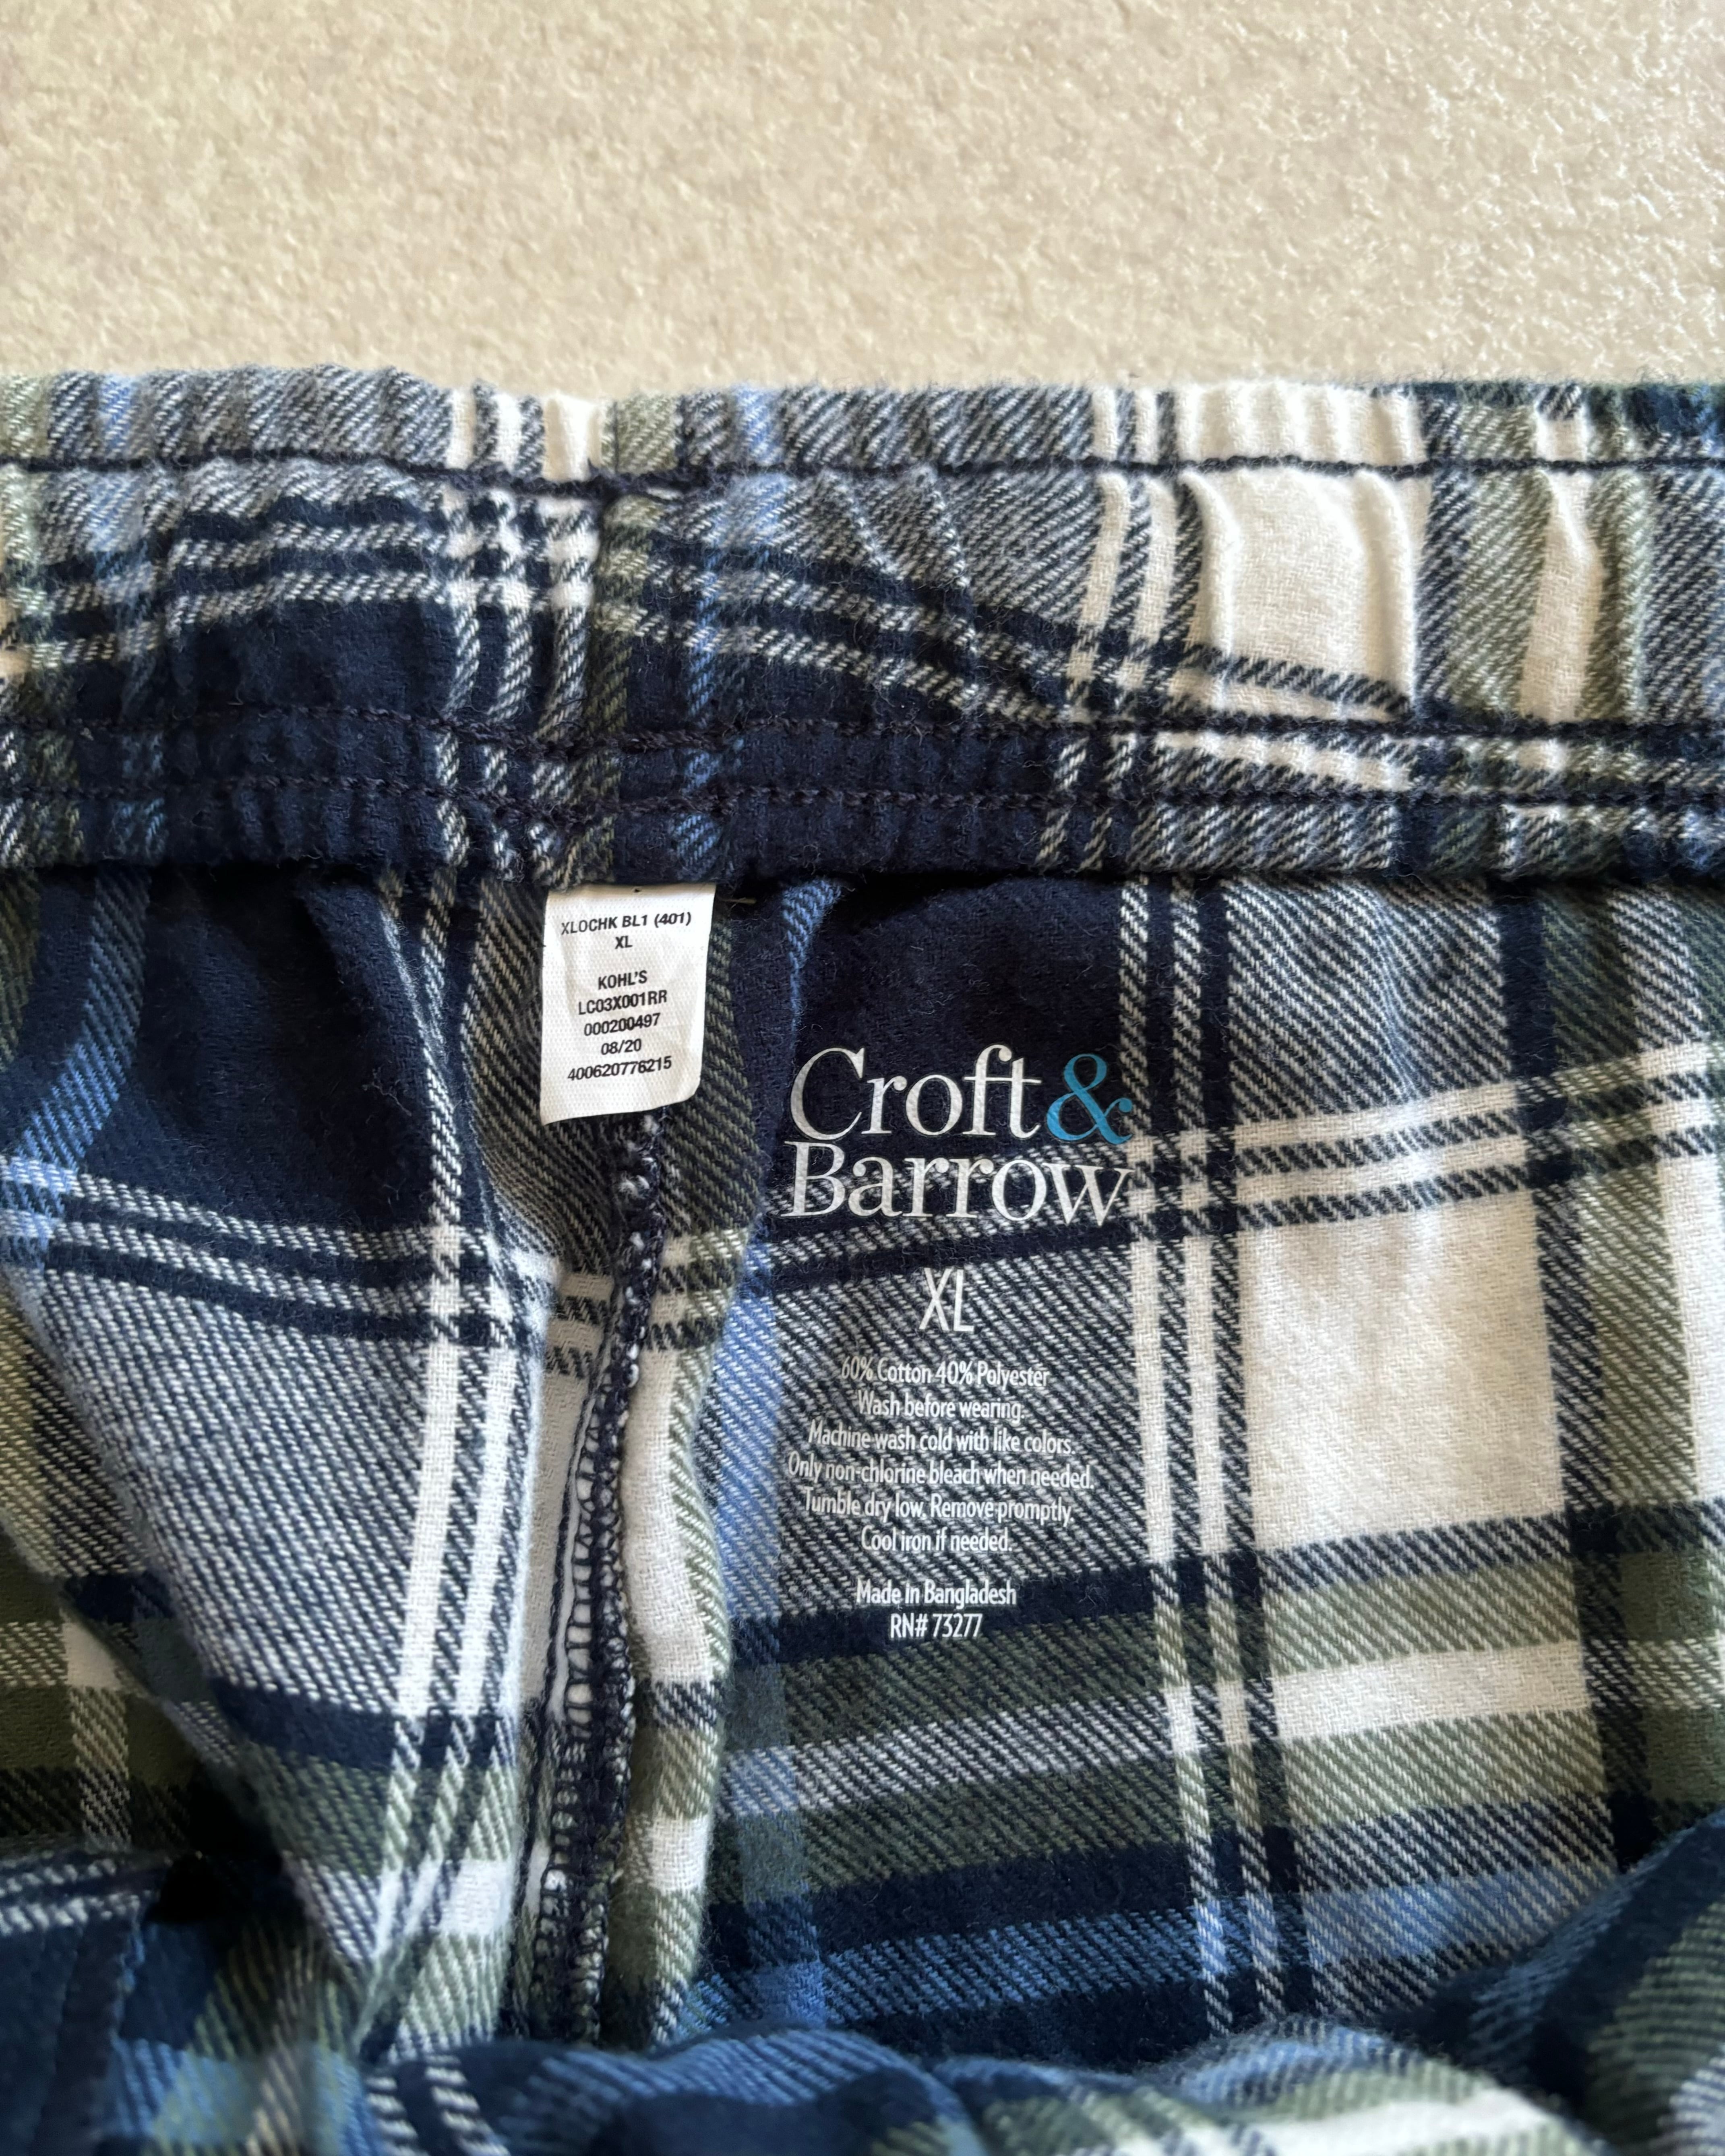 XLOCHK BL1 (401)
XL
KOHL'S
LC03X001RR
000200497
08/20
400620776215
Croft&
Barrow
XL
60% Cotton 40% Polyester
Wash before wearing.
Machine wash cold with like colors.
Only non-chlorine bleach when needed.
Tumble dry low, Remove promptly.
Cool iron if needed.
Made in Bangladesh
RN# 73277